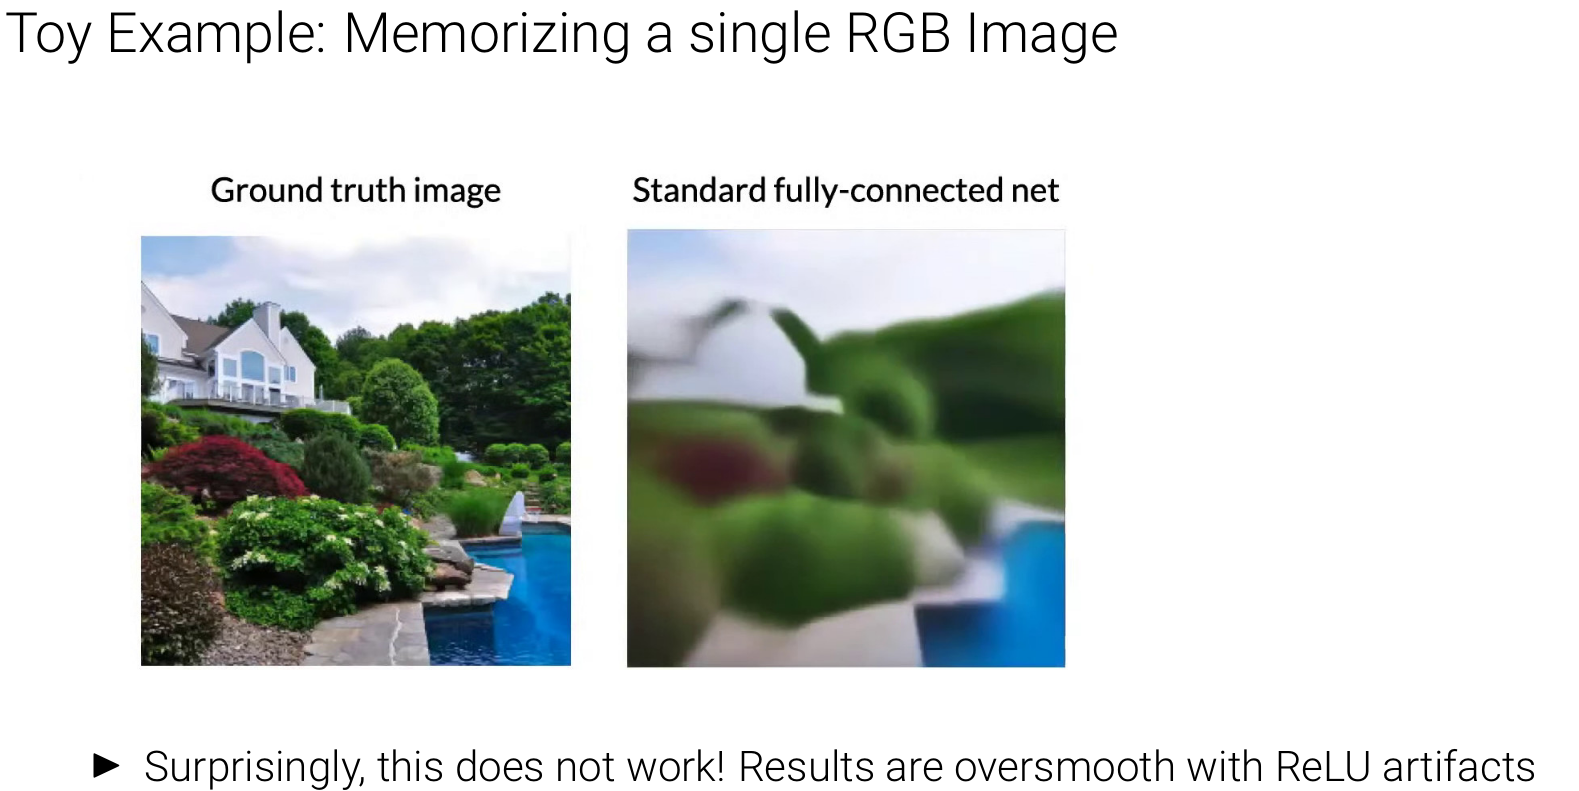 Toy Example: Memorizing a single RGB Image
Ground truth image
Standard fully-connected net
► Surprisingly, this does not work! Results are oversmooth with ReLU artifacts